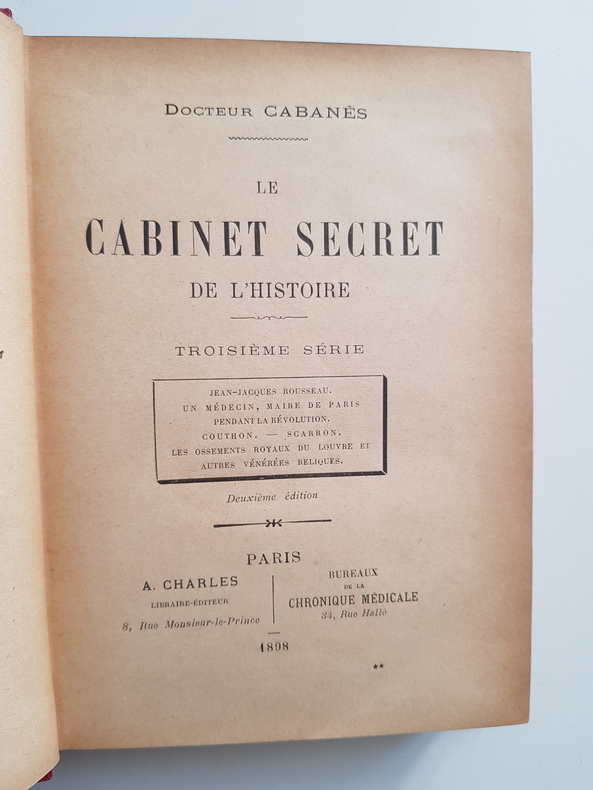 DOCTEUR CABANÈS
LE
CABINET SECRET
DE L'HISTOIRE
TROISIÈME SÉRIE
JEAN-JACQUES ROUSSEAU.
UN MÉDECIN, MAIRE DE PARIS
PENDANT LA RÉVOLUTION.
COUTHON. — SCARRON.
LES OSSEMENTS ROYAUX DU LOUVRE ET
AUTRES VÉNÉRÉES RELIQUES.
Deuxième édition
PARIS
A. CHARLES
LIBRAIRE-ÉDITEUR
8, Rue Monsieur-le-Prince
BUREAUX
DE LA
CHRONIQUE MÉDICALE
34, Rue Hallé
1898
**